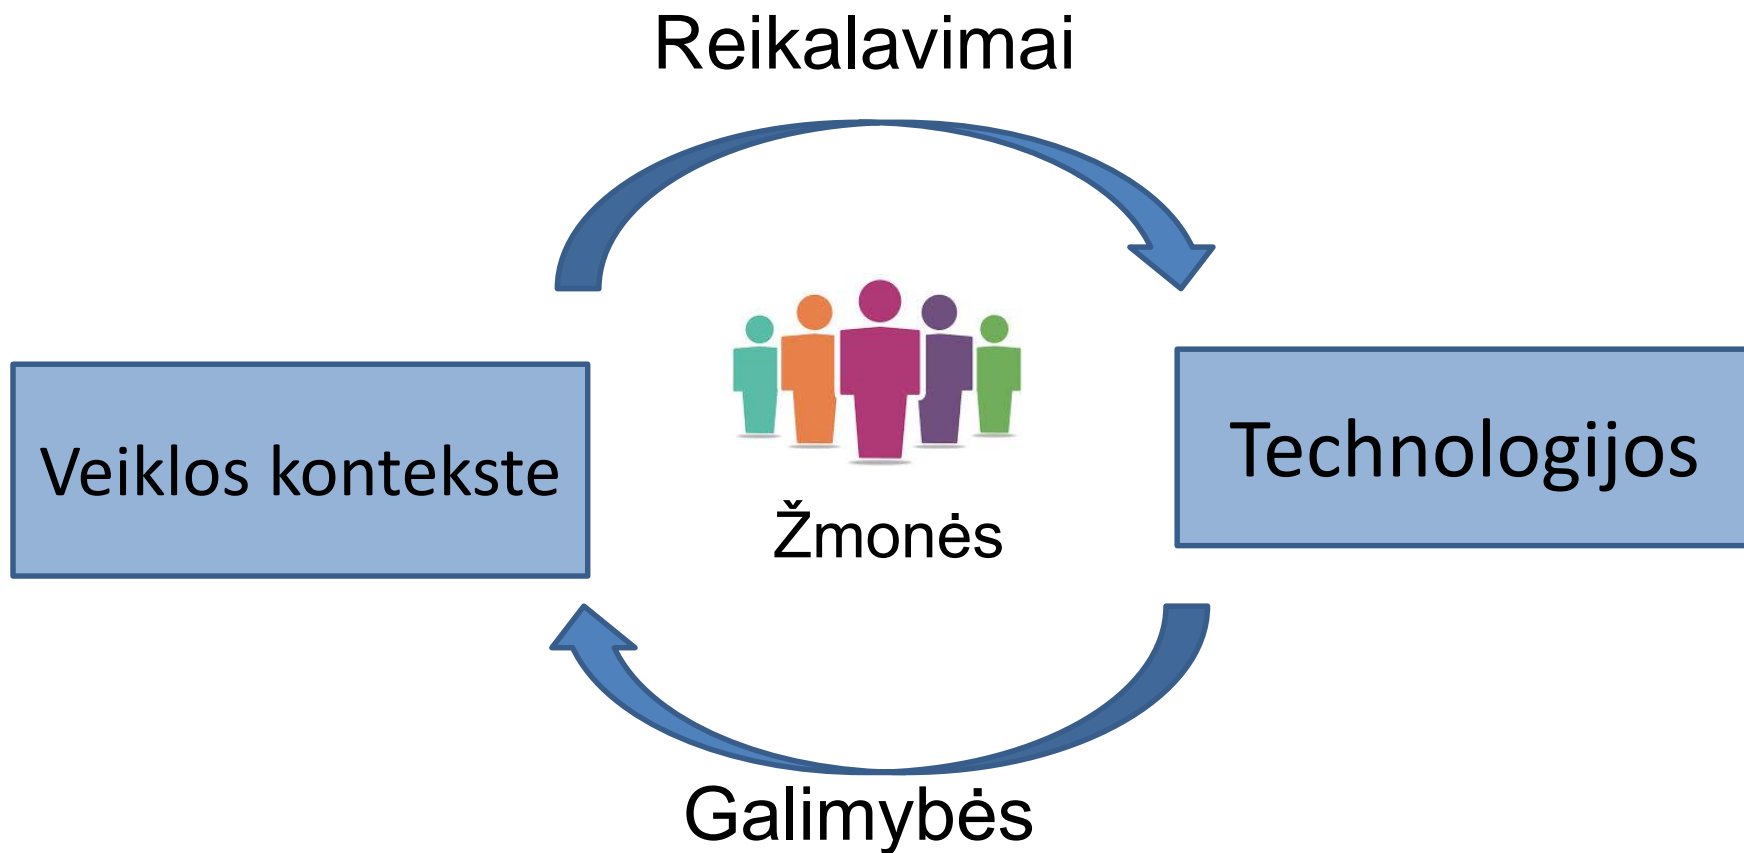 Reikalavimai
Veiklos kontekste
Žmonės
Technologijos
Galimybės